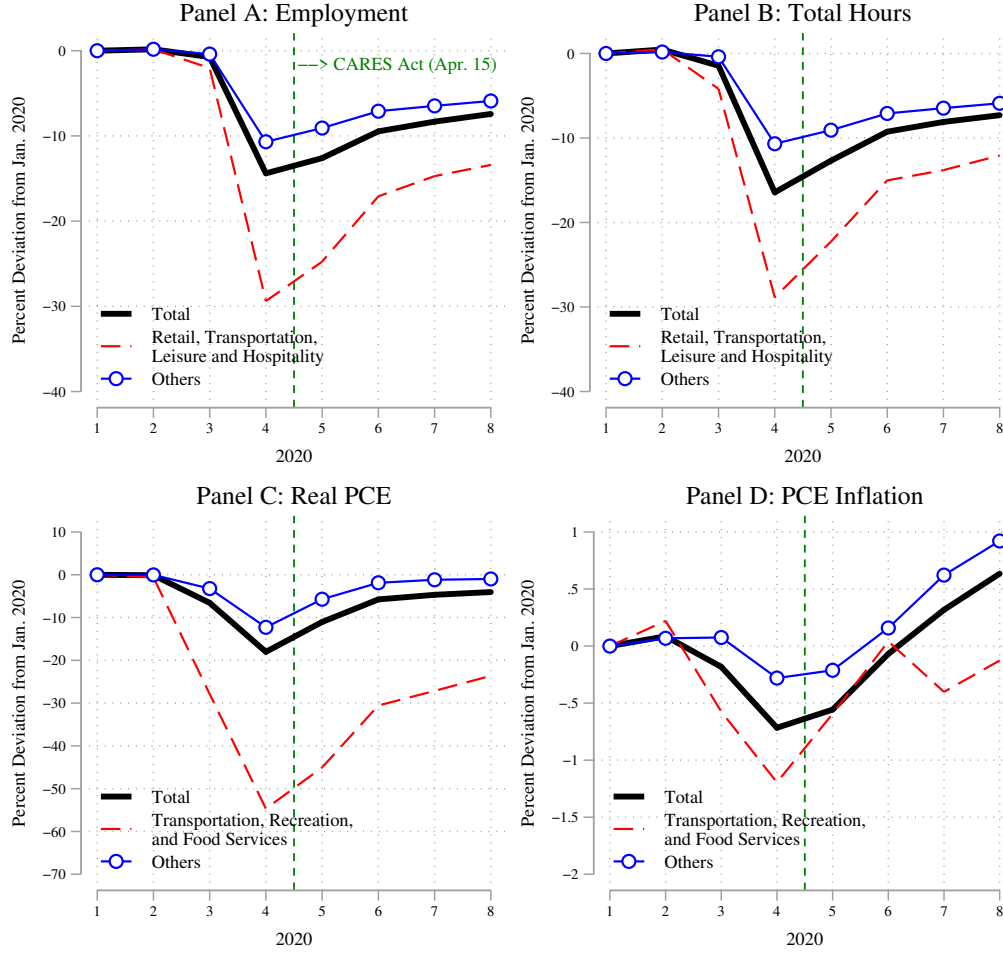 Panel A: Employment
Percent Deviation from Jan. 2020
0
−10
−20
−30
−40
−−> CARES Act (Apr. 15)
Total
Retail, Transportation,
Leisure and Hospitality
Others
1 2 3 4 5 6 7 8
2020
Panel B: Total Hours
Percent Deviation from Jan. 2020
0
−10
−20
−30
−40
Total
Retail, Transportation,
Leisure and Hospitality
Others
1 2 3 4 5 6 7 8
2020
Panel C: Real PCE
Percent Deviation from Jan. 2020
10
0
−10
−20
−30
−40
−50
−60
−70
Total
Transportation, Recreation,
and Food Services
Others
1 2 3 4 5 6 7 8
2020
Panel D: PCE Inflation
Percent Deviation from Jan. 2020
1
.5
0
−.5
−1
−1.5
−2
Total
Transportation, Recreation,
and Food Services
Others
1 2 3 4 5 6 7 8
2020